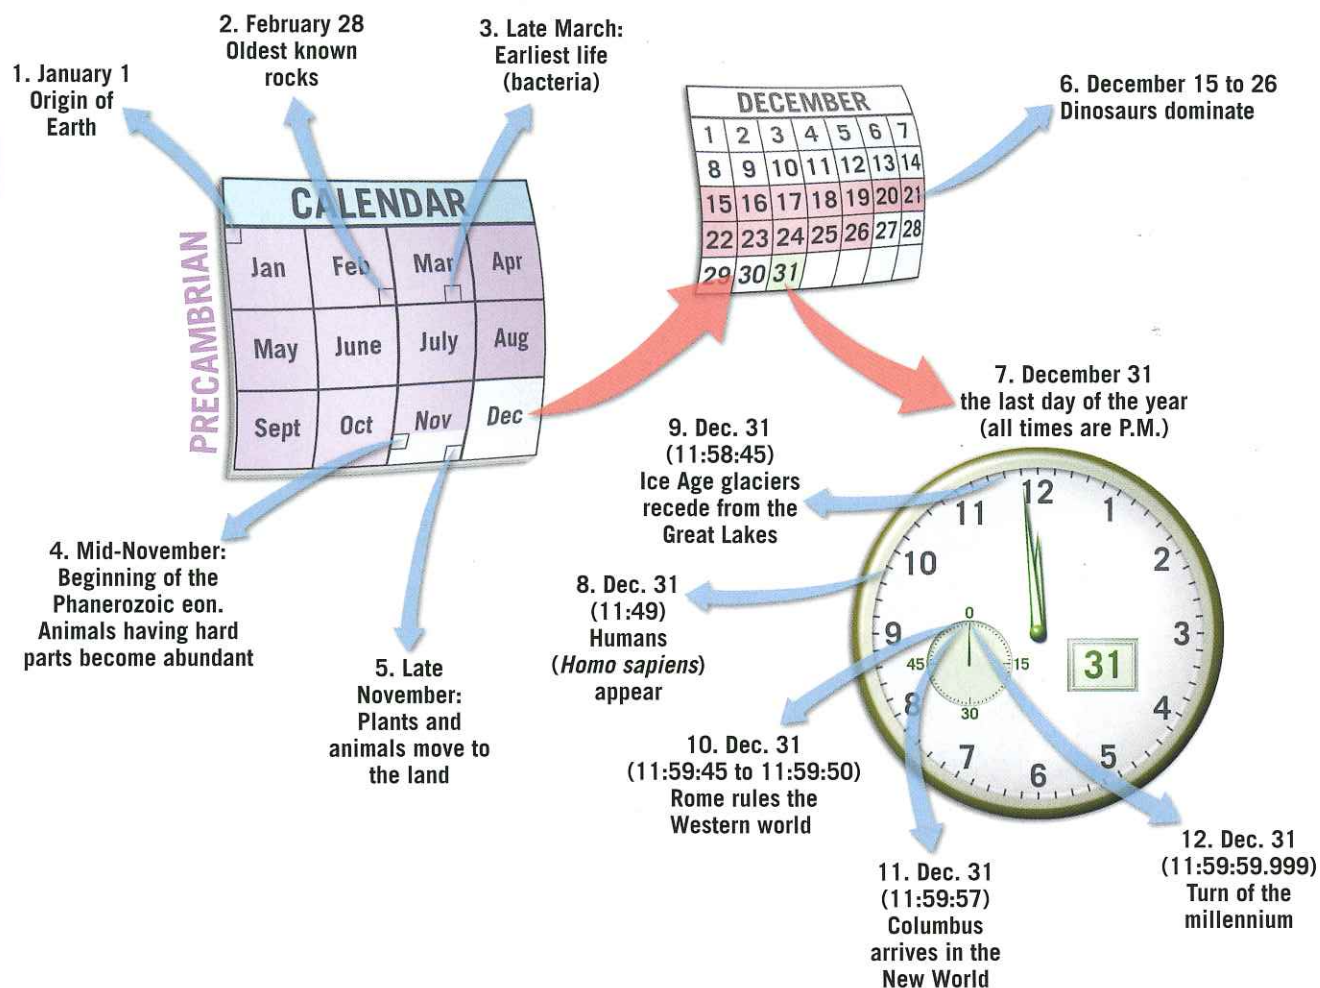 1. January 1
Origin of
Earth
2. February 28
Oldest known
rocks
3. Late March:
Earliest life
(bacteria)
CALENDAR
PRECAMBRIAN
Jan Feb Mar Apr
May June July Aug
Sept Oct Nov Dec
4. Mid-November:
Beginning of the
Phanerozoic eon.
Animals having hard
parts become abundant
5. Late
November:
Plants and
animals move to
the land
DECEMBER
1 2 3 4 5 6 7
8 9 10 11 12 13 14
15 16 17 18 19 20 21
22 23 24 25 26 27 28
29 30 31
6. December 15 to 26
Dinosaurs dominate
7. December 31
the last day of the year
(all times are P.M.)
12
1
2
3
4
5
6
7
8
9
10
11
0
15
30
45
31
8. Dec. 31
(11:49)
Humans
(Homo sapiens)
appear
9. Dec. 31
(11:58:45)
Ice Age glaciers
recede from the
Great Lakes
10. Dec. 31
(11:59:45 to 11:59:50)
Rome rules the
Western world
11. Dec. 31
(11:59:57)
Columbus
arrives in the
New World
12. Dec. 31
(11:59:59.999)
Turn of the
millennium